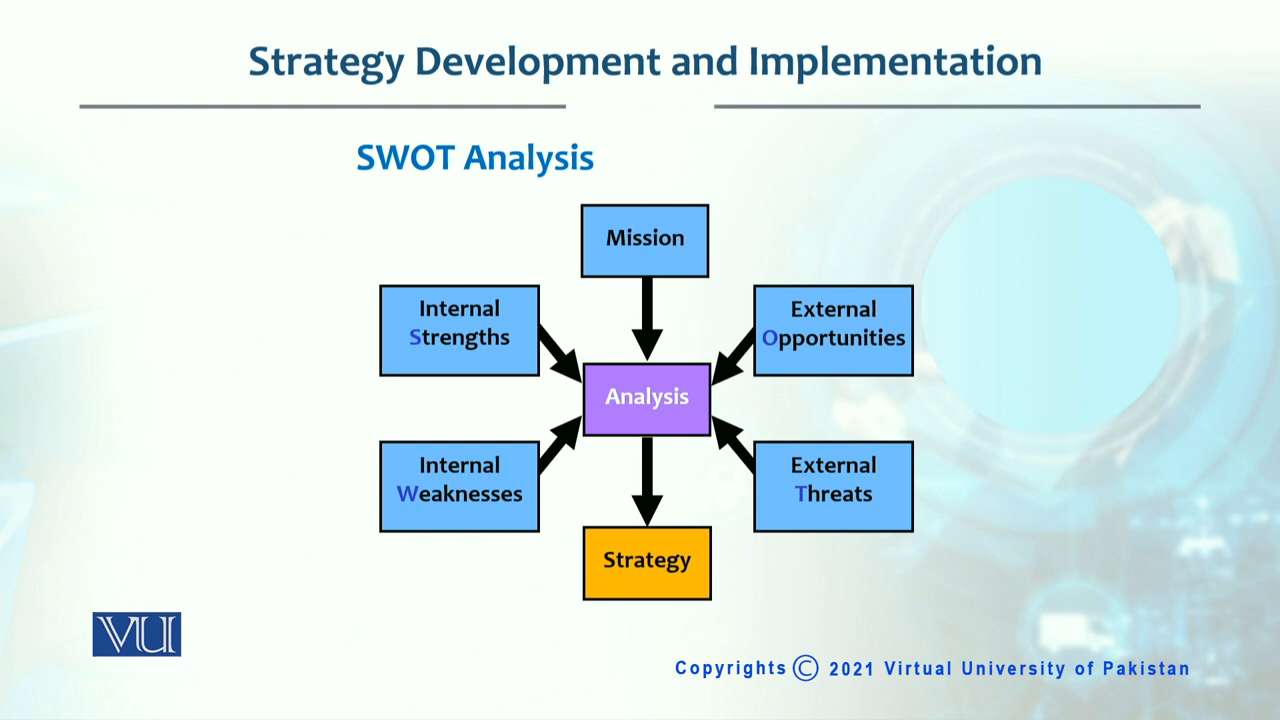 Strategy Development and Implementation
SWOT Analysis
Mission
Internal
Strengths
External
Opportunities
Analysis
Internal
Weaknesses
External
Threats
Strategy
VU
Copyrights © 2021 Virtual University of Pakistan